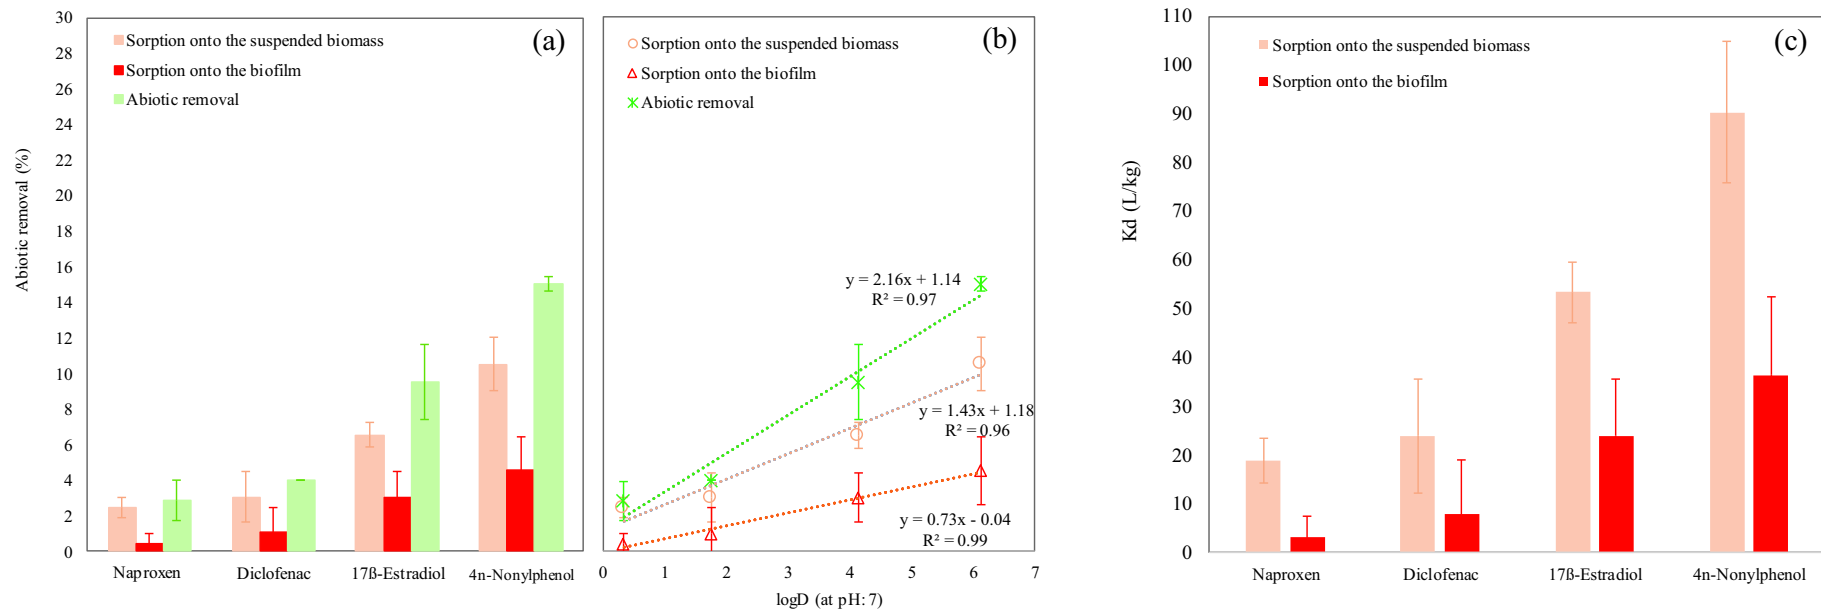 30
28
26
24
22
20
18
16
14
12
10
8
6
4
2
0
Abiotic removal (%)
Sorption onto the suspended biomass
Sorption onto the biofilm
Abiotic removal
(a)
Naproxen
Diclofenac
17ß-Estradiol
4n-Nonylphenol
Sorption onto the suspended biomass
Sorption onto the biofilm
Abiotic removal
(b)
y = 2.16x + 1.14
R² = 0.97
y = 1.43x + 1.18
R² = 0.96
y = 0.73x - 0.04
R² = 0.99
0 1 2 3 4 5 6 7
logD (at pH: 7)
110
100
90
80
70
60
50
40
30
20
10
0
Kd (L/kg)
Sorption onto the suspended biomass
Sorption onto the biofilm
(c)
Naproxen
Diclofenac
17ß-Estradiol
4n-Nonylphenol